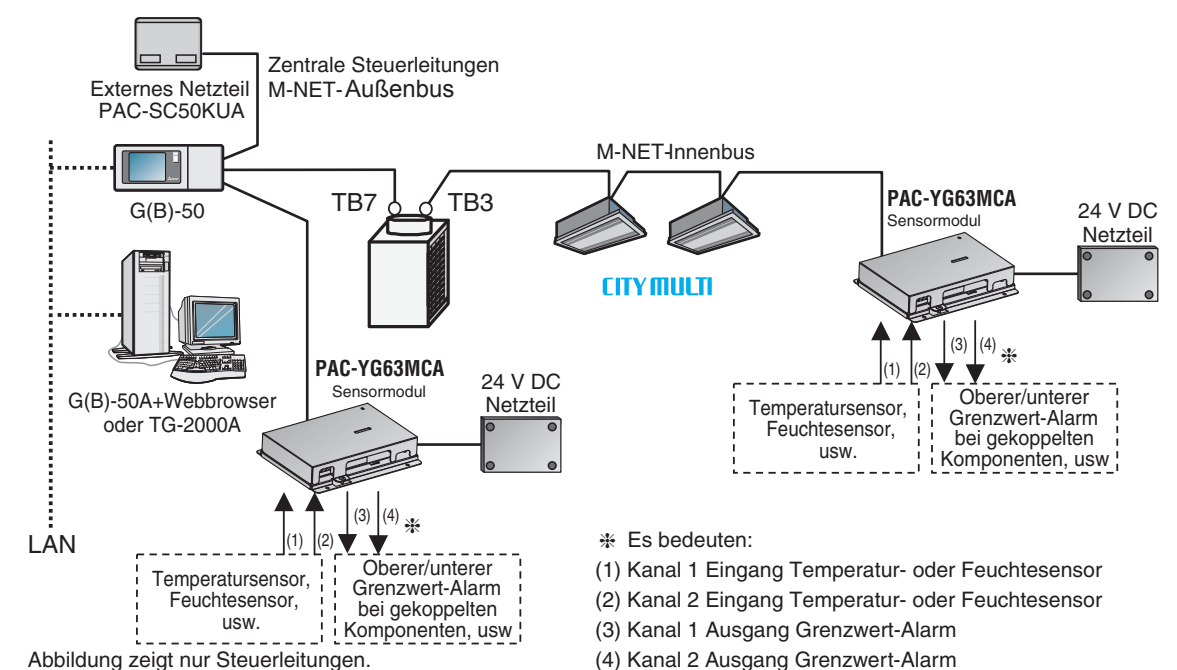 Zentrale Steuerleitungen
M-NET-Außenbus
Externes Netzteil
PAC-SC50KUA
M-NET-Innenbus
G(B)-50
TB7
TB3
PAC-YG63MCA
Sensormodul
24 V DC
Netzteil
CITY MULTI
(1)
(2)
(3)
(4)
❉
Temperatursensor,
Feuchtesensor,
usw.
Oberer/unterer
Grenzwert-Alarm
bei gekoppelten
Komponenten, usw
G(B)-50A+Webbrowser
oder TG-2000A
PAC-YG63MCA
Sensormodul
24 V DC
Netzteil
LAN
(1)
(2)
(3)
(4)
❉
Temperatursensor,
Feuchtesensor,
usw.
Oberer/unterer
Grenzwert-Alarm
bei gekoppelten
Komponenten, usw
Abbildung zeigt nur Steuerleitungen.
❉ Es bedeuten:
(1) Kanal 1 Eingang Temperatur- oder Feuchtesensor
(2) Kanal 2 Eingang Temperatur- oder Feuchtesensor
(3) Kanal 1 Ausgang Grenzwert-Alarm
(4) Kanal 2 Ausgang Grenzwert-Alarm